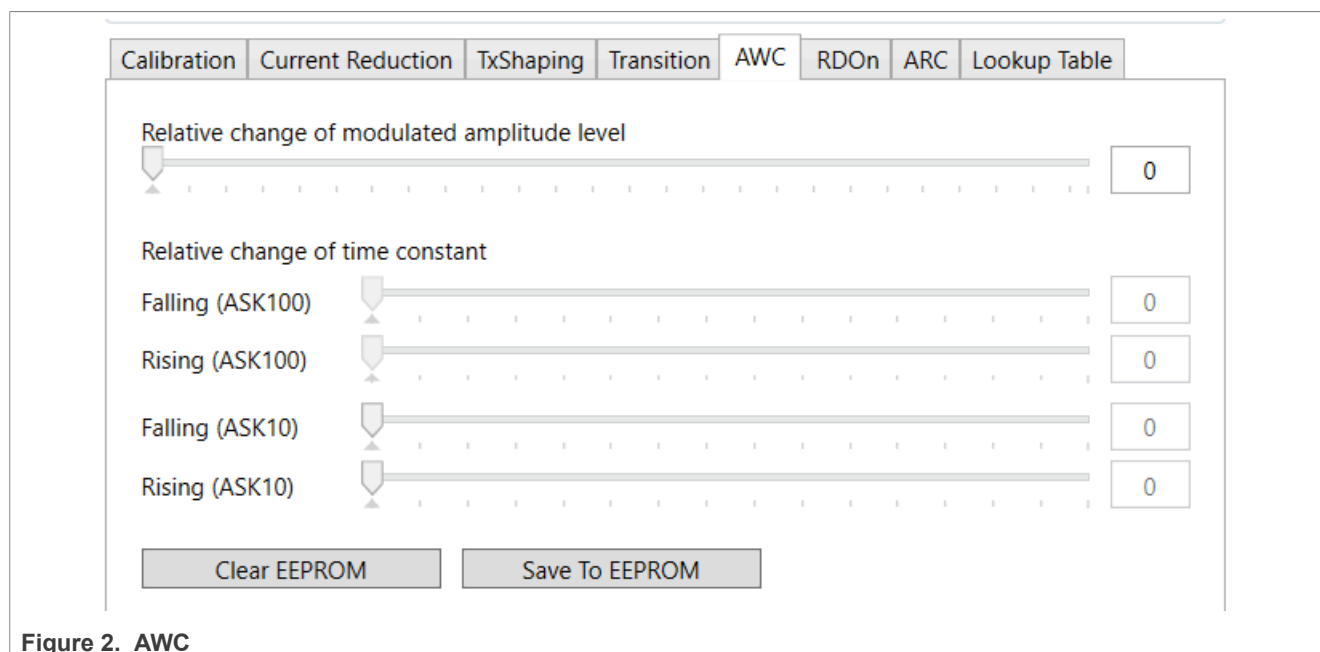 Calibration Current Reduction TxShaping Transition AWC RDOn ARC Lookup Table
Relative change of modulated amplitude level
0
Relative change of time constant
Falling (ASK100) 0
Rising (ASK100) 0
Falling (ASK10) 0
Rising (ASK10) 0
Clear EEPROM Save To EEPROM
Figure 2. AWC